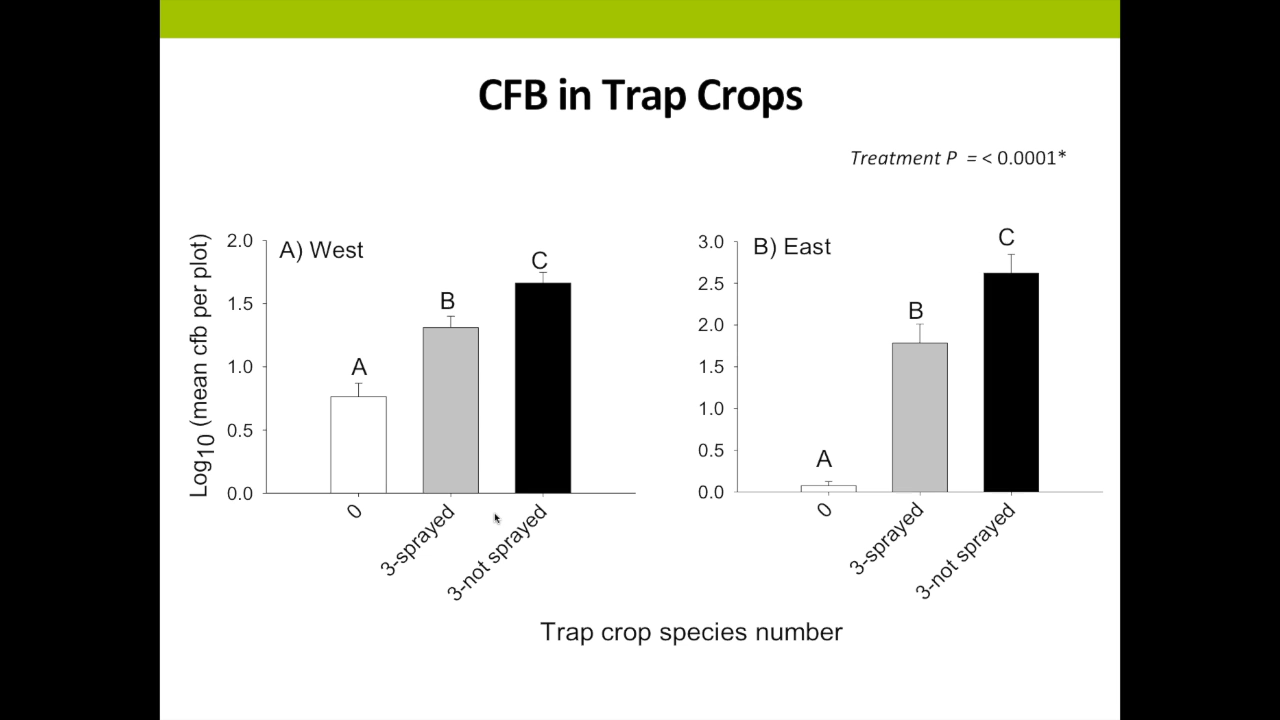 CFB in Trap Crops
Treatment P = < 0.0001*
Log10 (mean cfb per plot)
A) West
2.0
1.5
1.0
0.5
0.0
A
B
C
0
3-sprayed
3-not sprayed
B) East
3.0
2.5
2.0
1.5
1.0
0.5
0.0
A
B
C
0
3-sprayed
3-not sprayed
Trap crop species number